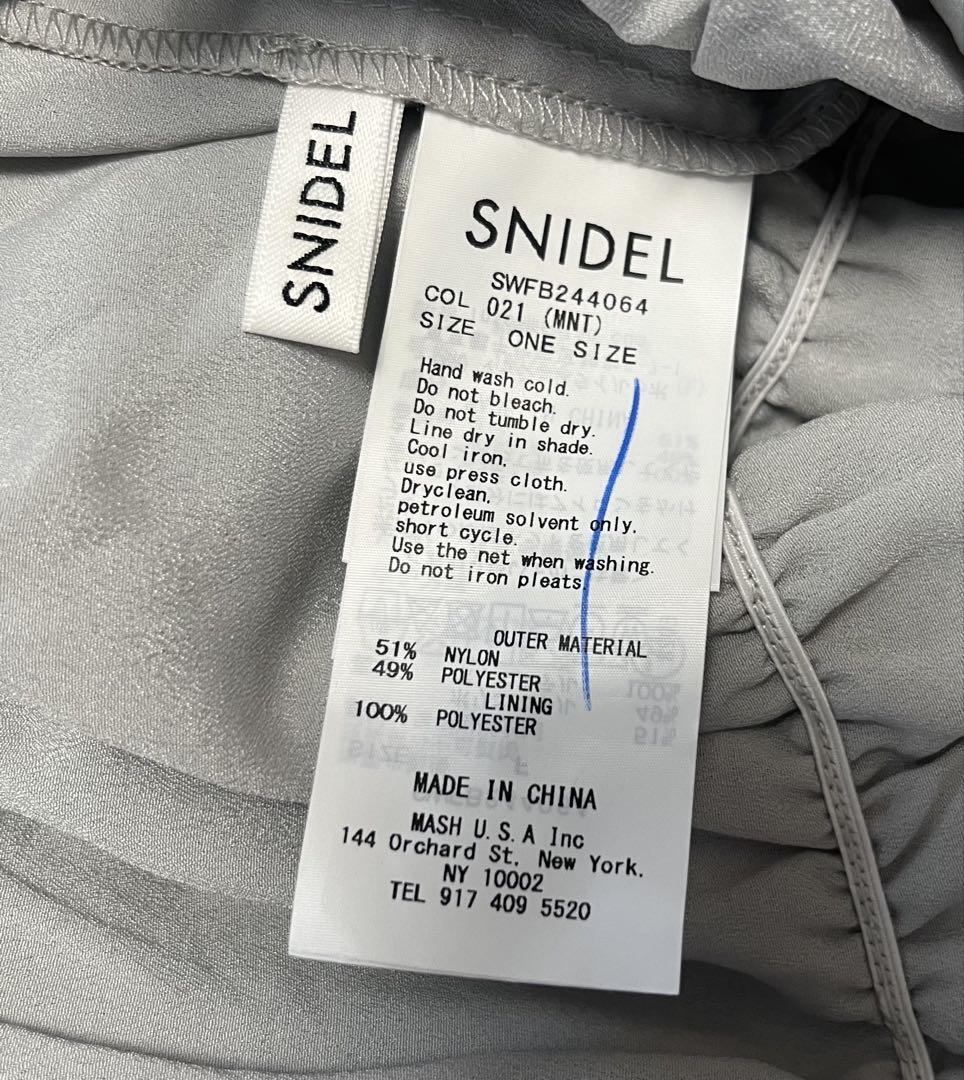 SNIDEL
SNIDEL
SWFB244064
COL 021 (MNT)
SIZE ONE SIZE
Hand wash cold.
Do not bleach.
Do not tumble dry.
Line dry in shade.
Cool iron,
use press cloth.
Dryclean,
petroleum solvent only,
short cycle.
Use the net when washing.
Do not iron pleats.
OUTER MATERIAL
51% NYLON
49% POLYESTER
LINING
100% POLYESTER
MADE IN CHINA
MASH U.S.A Inc
144 Orchard St, New York,
NY 10002
TEL 917 409 5520